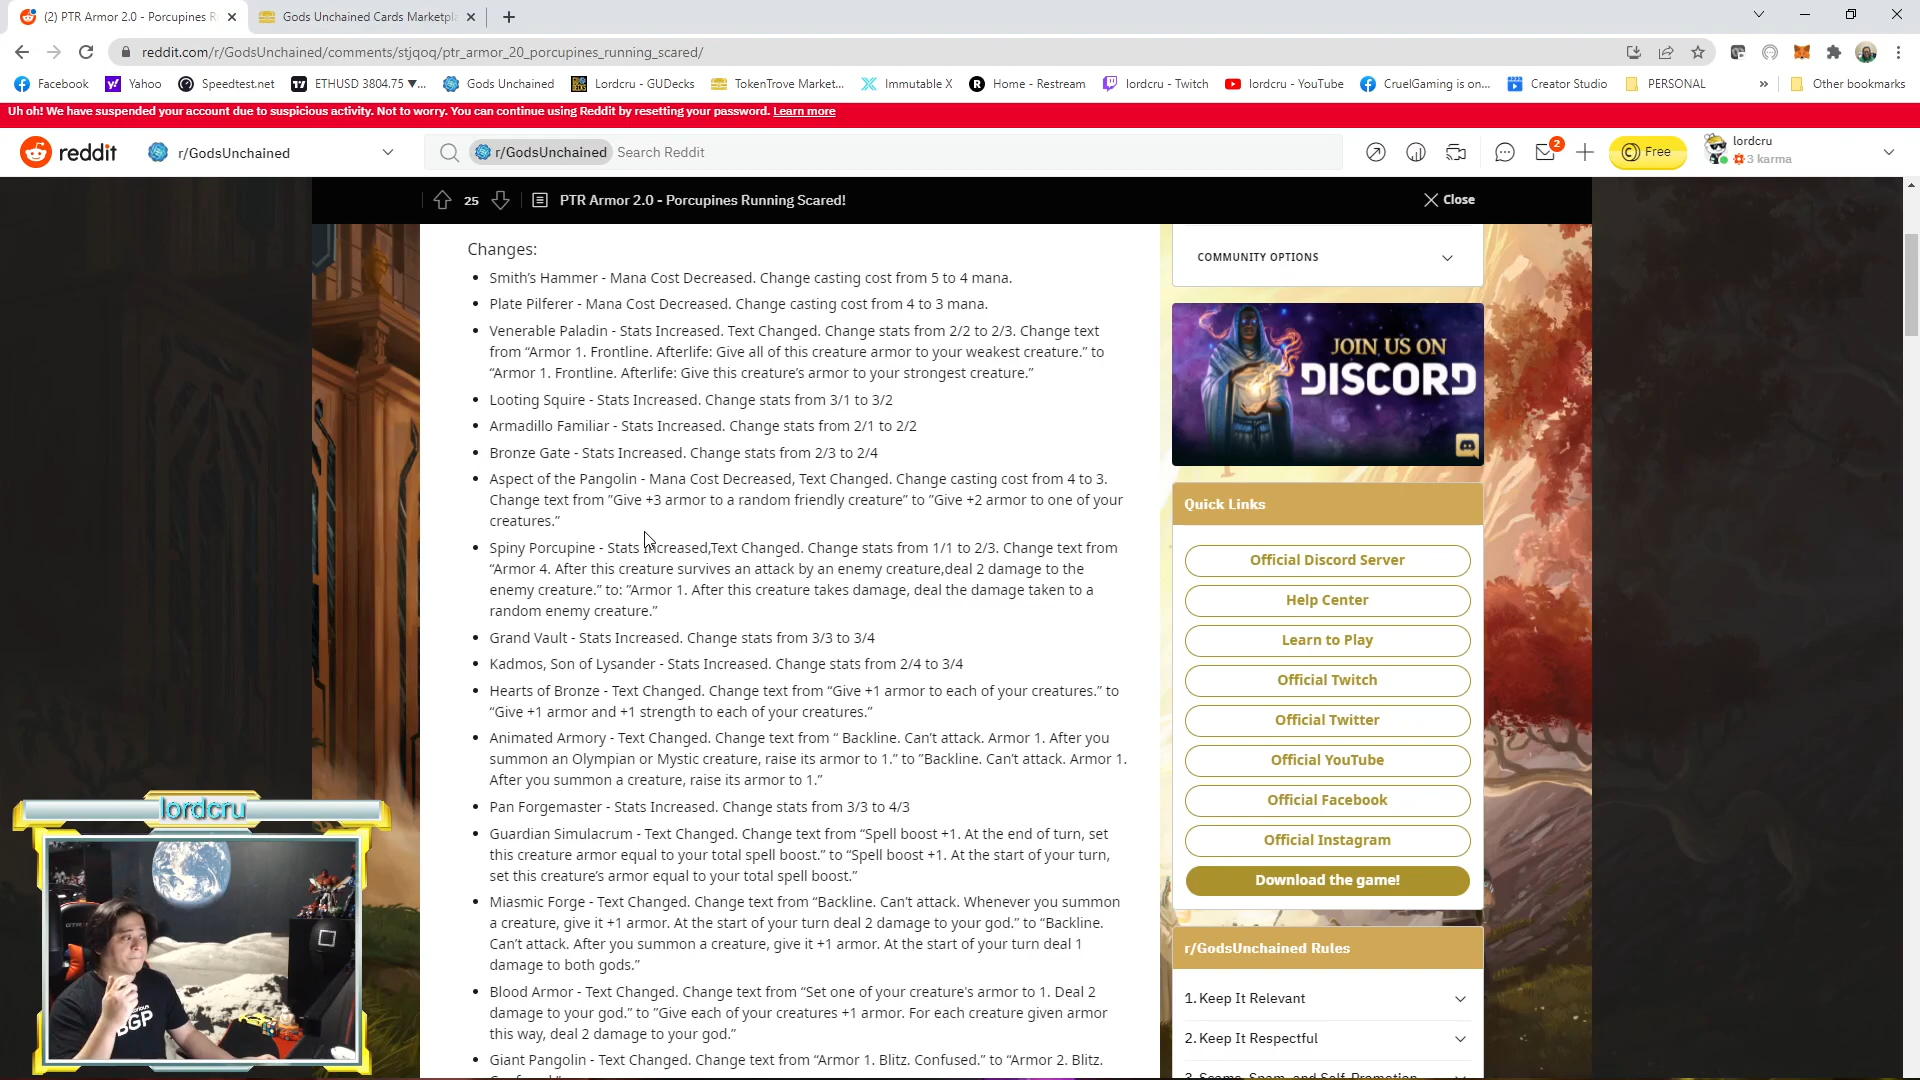 (2) PTR Armor 2.0 - Porcupines R
Gods Unchained Cards Marketpla
reddit.com/r/GodsUnchained/comments/stjqoq/ptr_armor_20_porcupines_running_scared/
Facebook
Yahoo
Speedtest.net
ETHUSD 3804.75 ▼...
Gods Unchained
Lordcru - GUDecks
TokenTrove Market...
Immutable X
Home - Restream
lordcru - Twitch
lordcru - YouTube
CruelGaming is on...
Creator Studio
PERSONAL
»
Other bookmarks
Uh oh! We have suspended your account due to suspicious activity. Not to worry. You can continue using Reddit by resetting your password. Learn more
reddit
r/GodsUnchained
r/GodsUnchained
Search Reddit
2
Free
lordcru
3 karma
25
PTR Armor 2.0 - Porcupines Running Scared!
Close
Changes:
• Smith's Hammer - Mana Cost Decreased. Change casting cost from 5 to 4 mana.
• Plate Pilferer - Mana Cost Decreased. Change casting cost from 4 to 3 mana.
• Venerable Paladin - Stats Increased. Text Changed. Change stats from 2/2 to 2/3. Change text
from “Armor 1. Frontline. Afterlife: Give all of this creature armor to your weakest creature.” to
“Armor 1. Frontline. Afterlife: Give this creature’s armor to your strongest creature.”
• Looting Squire - Stats Increased. Change stats from 3/1 to 3/2
• Armadillo Familiar - Stats Increased. Change stats from 2/1 to 2/2
• Bronze Gate - Stats Increased. Change stats from 2/3 to 2/4
• Aspect of the Pangolin - Mana Cost Decreased, Text Changed. Change casting cost from 4 to 3.
Change text from ”Give +3 armor to a random friendly creature” to ”Give +2 armor to one of your
creatures.”
• Spiny Porcupine - Stats Increased,Text Changed. Change stats from 1/1 to 2/3. Change text from
“Armor 4. After this creature survives an attack by an enemy creature,deal 2 damage to the
enemy creature.” to: ”Armor 1. After this creature takes damage, deal the damage taken to a
random enemy creature.”
• Grand Vault - Stats Increased. Change stats from 3/3 to 3/4
• Kadmos, Son of Lysander - Stats Increased. Change stats from 2/4 to 3/4
• Hearts of Bronze - Text Changed. Change text from “Give +1 armor to each of your creatures.” to
“Give +1 armor and +1 strength to each of your creatures.”
• Animated Armory - Text Changed. Change text from “ Backline. Can’t attack. Armor 1. After you
summon an Olympian or Mystic creature, raise its armor to 1.” to ”Backline. Can’t attack. Armor 1.
After you summon a creature, raise its armor to 1.”
• Pan Forgemaster - Stats Increased. Change stats from 3/3 to 4/3
• Guardian Simulacrum - Text Changed. Change text from “Spell boost +1. At the end of turn, set
this creature armor equal to your total spell boost.” to “Spell boost +1. At the start of your turn,
set this creature’s armor equal to your total spell boost.”
• Miasmic Forge - Text Changed. Change text from “Backline. Can’t attack. Whenever you summon
a creature, give it +1 armor. At the start of your turn deal 2 damage to your god.” to “Backline.
Can’t attack. After you summon a creature, give it +1 armor. At the start of your turn deal 1
damage to both gods.”
• Blood Armor - Text Changed. Change text from “Set one of your creature's armor to 1. Deal 2
damage to your god.” to ”Give each of your creatures +1 armor. For each creature given armor
this way, deal 2 damage to your god.”
• Giant Pangolin - Text Changed. Change text from “Armor 1. Blitz. Confused.” to “Armor 2. Blitz.
COMMUNITY OPTIONS
JOIN US ON
DISCORD
Quick Links
Official Discord Server
Help Center
Learn to Play
Official Twitch
Official Twitter
Official YouTube
Official Facebook
Official Instagram
Download the game!
r/GodsUnchained Rules
1. Keep It Relevant
2. Keep It Respectful
3. Scams, Spam, and Self-Promotion
lordcru
BGP